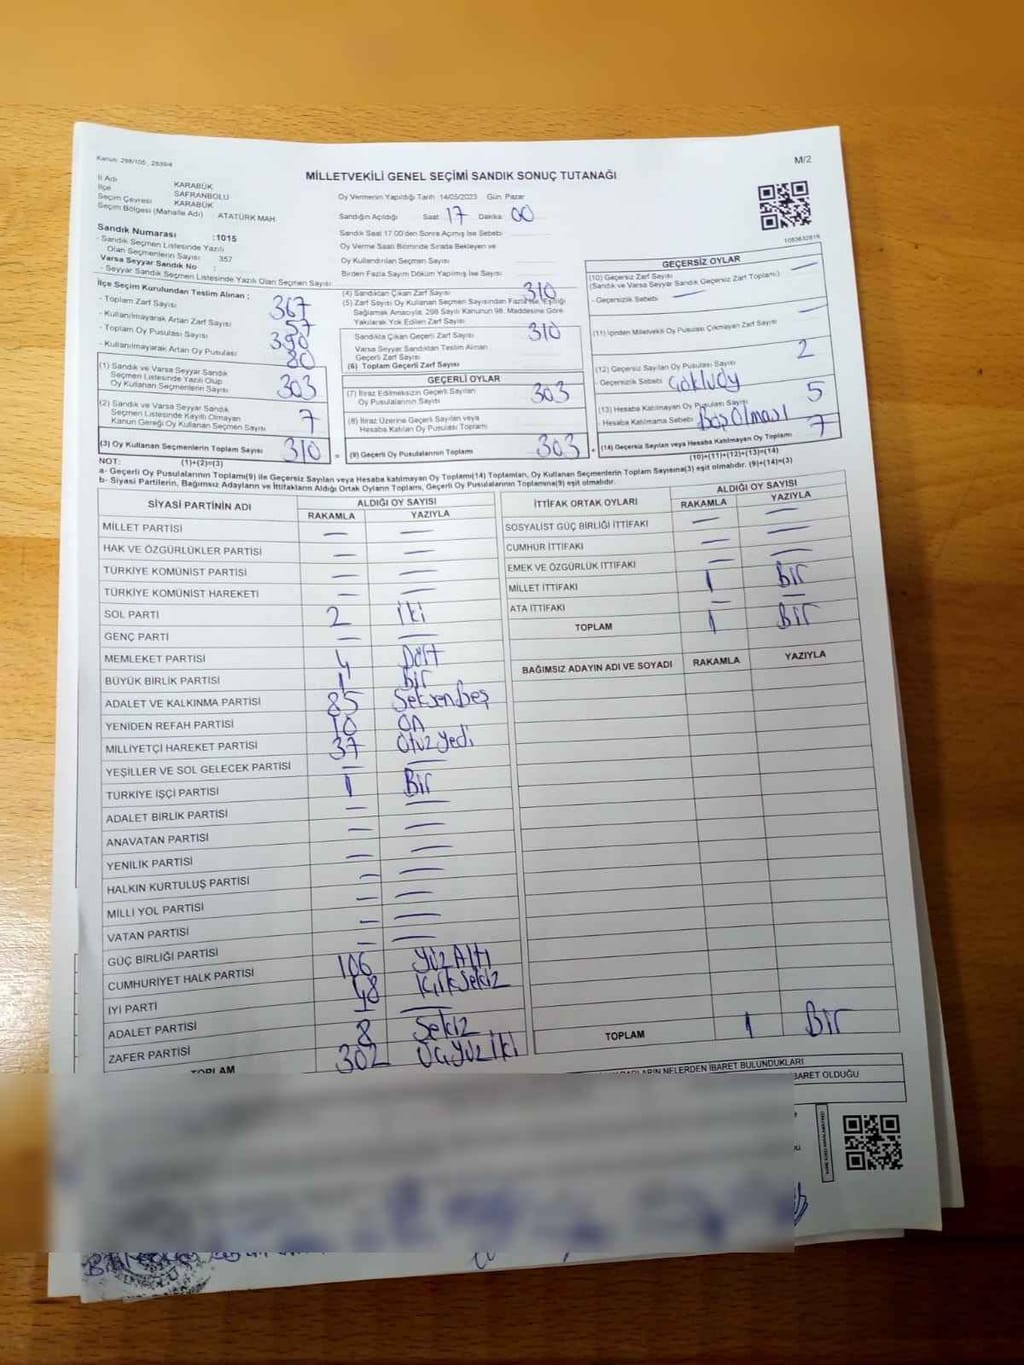 Kanun: 298/105, 2839/4
M/2
MİLLETVEKİLİ GENEL SEÇİMİ SANDIK SONUÇ TUTANAĞI
İl Adı KARABÜK
İlçe SAFRANBOLU
Seçim Çevresi KARABÜK
Seçim Bölgesi (Mahalle Adı) ATATÜRK MAH.
Sandık Numarası :1015
- Sandık Seçmen Listesinde Yazılı
Olan Seçmenlerin Sayısı 357
Varsa Seyyar Sandık No :
- Seyyar Sandık Seçmen Listesinde Yazılı Olan Seçmen Sayısı:
Oy Vermenin Yapıldığı Tarih 14/05/2023 Gün Pazar
Sandığın Açıldığı Saat 17 Dakika 00
Sandık Saat 17.00'den Sonra Açılmış İse Sebebi
Oy Verme Saati Bitiminde Sırada Bekleyen ve
Oy Kullandırılan Seçmen Sayısı
Birden Fazla Sayım Döküm Yapılmış İse Sayısı
İlçe Seçim Kurulundan Teslim Alınan ;
- Toplam Zarf Sayısı 367
- Kullanılmayarak Artan Zarf Sayısı 57
- Toplam Oy Pusulası Sayısı 390
- Kullanılmayarak Artan Oy Pusulası 80
(1) Sandık ve Varsa Seyyar Sandık
Seçmen Listesinde Yazılı Olup
Oy Kullanan Seçmenlerin Sayısı 303
(2) Sandık ve Varsa Seyyar Sandık
Seçmen Listesinde Kayıtlı Olmayan
Kanun Gereği Oy Kullanan Seçmen Sayısı 7
(3) Oy Kullanan Seçmenlerin Toplam Sayısı 310
(1)+(2)=(3)
(4) Sandıktan Çıkan Zarf Sayısı 310
(5) Zarf Sayısı Oy Kullanan Seçmen Sayısından Fazla ise, Eşitliği
Sağlamak Amacıyla, 298 Sayılı Kanunun 98. Maddesine Göre
Yakılarak Yok Edilen Zarf Sayısı
Sandıkta Çıkan Geçerli Zarf Sayısı 310
Varsa Seyyar Sandıktan Teslim Alınan
Geçerli Zarf Sayısı
(6) Toplam Geçerli Zarf Sayısı
GEÇERLİ OYLAR
(7) İtiraz Edilmeksizin Geçerli Sayılan
Oy Pusulalarının Sayısı 303
(8) İtiraz Üzerine Geçerli Sayılan veya
Hesaba Katılan Oy Pusulası Toplamı
(9) Geçerli Oy Pusulalarının Toplamı 303
GEÇERSİZ OYLAR
(10) Geçersiz Zarf Sayısı —
(Sandık ve Varsa Seyyar Sandık Geçersiz Zarf Toplamı)
- Geçersizlik Sebebi —
(11) İçinden Milletvekili Oy Pusulası Çıkmayan Zarf Sayısı —
(12) Geçersiz Sayılan Oy Pusulası Sayısı 2
- Geçersizlik Sebebi
(13) Hesaba Katılmayan Oy Pusulası Sayısı 5
- Hesaba Katılmama Sebebi Boş Olması
(14) Geçersiz Sayılan veya Hesaba Katılmayan Oy Toplamı 7
(10)+(11)+(12)+(13)=(14)
NOT:
a- Geçerli Oy Pusulalarının Toplamı(9) ile Geçersiz Sayılan veya Hesaba katılmayan Oy Toplamı(14) Toplamları, Oy Kullanan Seçmenlerin Toplam Sayısına(3) eşit olmalıdır. (9)+(14)=(3)
b- Siyasi Partilerin, Bağımsız Adayların ve İttifakların Aldığı Ortak Oyların Toplamı, Geçerli Oy Pusulalarının Toplamına(9) eşit olmalıdır.
SİYASİ PARTİNİN ADI ALDIĞI OY SAYISI
RAKAMLA YAZIYLA
MİLLET PARTİSİ — —
HAK VE ÖZGÜRLÜKLER PARTİSİ — —
TÜRKİYE KOMÜNİST PARTİSİ — —
TÜRKİYE KOMÜNİST HAREKETİ — —
SOL PARTİ 2 iki
GENÇ PARTİ — —
MEMLEKET PARTİSİ 4 Dört
BÜYÜK BİRLİK PARTİSİ 1 Bir
ADALET VE KALKINMA PARTİSİ 85 Seksenbeş
YENİDEN REFAH PARTİSİ 10 On
MİLLİYETÇİ HAREKET PARTİSİ 37 Otuz yedi
YEŞİLLER VE SOL GELECEK PARTİSİ — —
TÜRKİYE İŞÇİ PARTİSİ 1 Bir
ADALET BİRLİK PARTİSİ — —
ANAVATAN PARTİSİ — —
YENİLİK PARTİSİ — —
HALKIN KURTULUŞ PARTİSİ — —
MİLLİ YOL PARTİSİ — —
VATAN PARTİSİ — —
GÜÇ BİRLİĞİ PARTİSİ — —
CUMHURİYET HALK PARTİSİ 106 Yüz Altı
İYİ PARTİ 48 Kırk Sekiz
ADALET PARTİSİ — —
ZAFER PARTİSİ 8 Sekiz
TOPLAM 302 Üçyüz iki
İTTİFAK ORTAK OYLARI ALDIĞI OY SAYISI
RAKAMLA YAZIYLA
SOSYALİST GÜÇ BİRLİĞİ İTTİFAKI — —
CUMHUR İTTİFAKI — —
EMEK VE ÖZGÜRLÜK İTTİFAKI — —
MİLLET İTTİFAKI 1 Bir
ATA İTTİFAKI — —
TOPLAM 1 Bir
BAĞIMSIZ ADAYIN ADI VE SOYADI RAKAMLA YAZIYLA
TOPLAM 1 Bir
NELERDEN İBARET BULUNDUKLARI
İBARET OLDUĞU